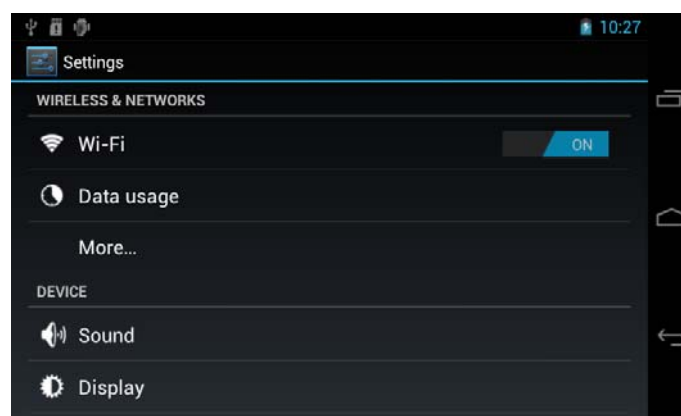 10:27
Settings
WIRELESS & NETWORKS
Wi-Fi ON
Data usage
More...
DEVICE
Sound
Display